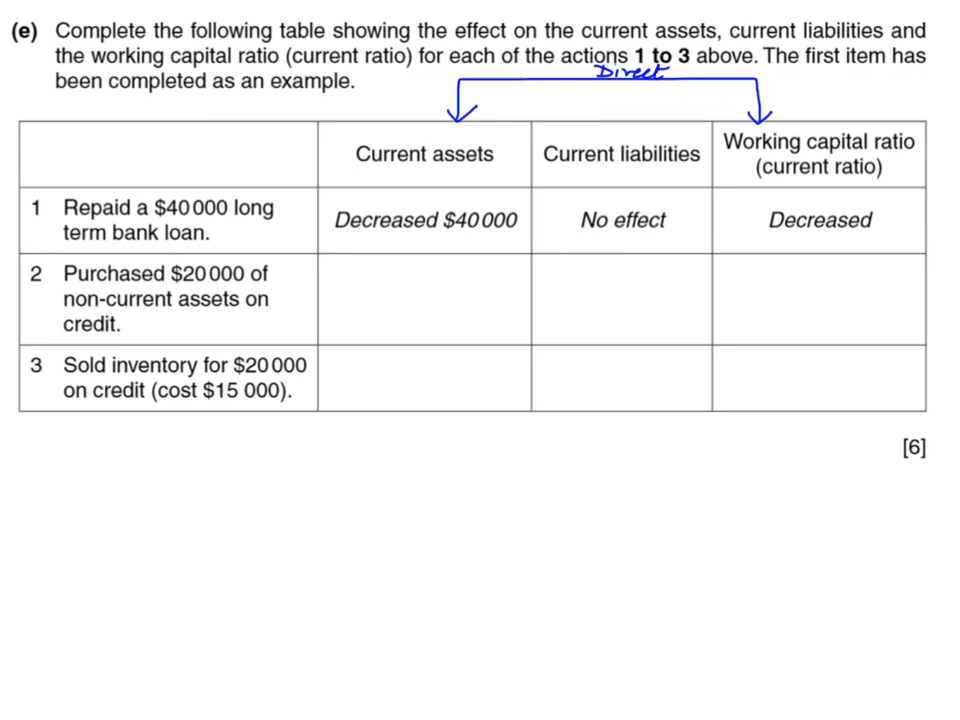 (e) Complete the following table showing the effect on the current assets, current liabilities and
the working capital ratio (current ratio) for each of the actions 1 to 3 above. The first item has
been completed as an example.
Direct
Current assets
Current liabilities
Working capital ratio
(current ratio)
1 Repaid a $40 000 long
term bank loan.
Decreased $40 000
No effect
Decreased
2 Purchased $20 000 of
non-current assets on
credit.
3 Sold inventory for $20 000
on credit (cost $15 000).
[6]